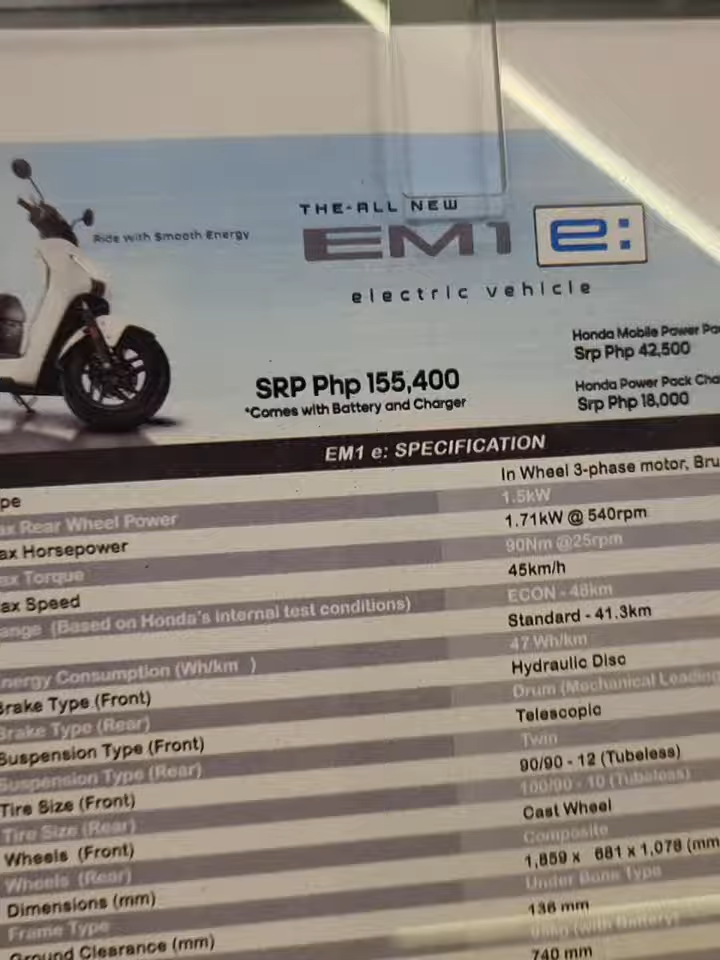 Ride with Smooth Energy
THE-ALL NEW
EM1 e:
electric vehicle
Honda Mobile Power Pa
Srp Php 42,500
SRP Php 155,400
*Comes with Battery and Charger
Honda Power Pack Cha
Srp Php 18,000
EM1 e: SPECIFICATION
pe In Wheel 3-phase motor, Bru
ax Rear Wheel Power 1.5kW
ax Horsepower 1.71kW @ 540rpm
ax Torque 90Nm @25rpm
ax Speed 45km/h
ange (Based on Honda's internal test conditions) ECON - 48km
Standard - 41.3km
nergy Consumption (Wh/km ) 47 Wh/km
Brake Type (Front) Hydraulic Disc
Brake Type (Rear) Drum (Mechanical Leading
Suspension Type (Front) Telescopic
Suspension Type (Rear) Twin
Tire Size (Front) 90/90 - 12 (Tubeless)
Tire Size (Rear) 100/90 - 10 (Tubeless)
Wheels (Front) Cast Wheel
Wheels (Rear) Composite
Dimensions (mm) 1,859 x 681 x 1,078 (mm
Frame Type Under Bone Type
Ground Clearance (mm) 136 mm
(with Battery)
740 mm